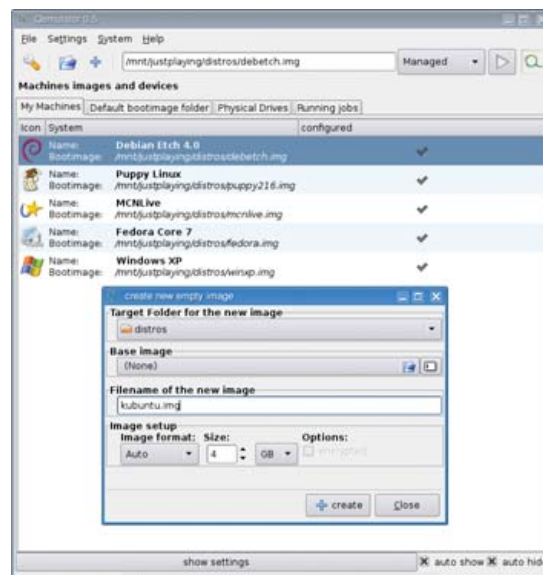 Qemulator 0.5
File Settings System Help
/mnt/justplaying/distros/debetch.img Managed
Machines images and devices
My Machines Default bootimage folder Physical Drives Running jobs
Icon System configured
Name: Debian Etch 4.0
Bootimage: /mnt/justplaying/distros/debetch.img
Name: Puppy Linux
Bootimage: /mnt/justplaying/distros/puppy216.img
Name: MCNLive
Bootimage: /mnt/justplaying/distros/mcnlive.img
Name: Fedora Core 7
Bootimage: /mnt/justplaying/distros/fedora.img
Name: Windows XP
Bootimage: /mnt/justplaying/distros/winxp.img
create new empty image
Target Folder for the new image
distros
Base image
(None)
Filename of the new image
kubuntu.img
Image setup
Image format: Size: Options:
Auto 4 GB encrypted
create Close
show settings auto show auto hid